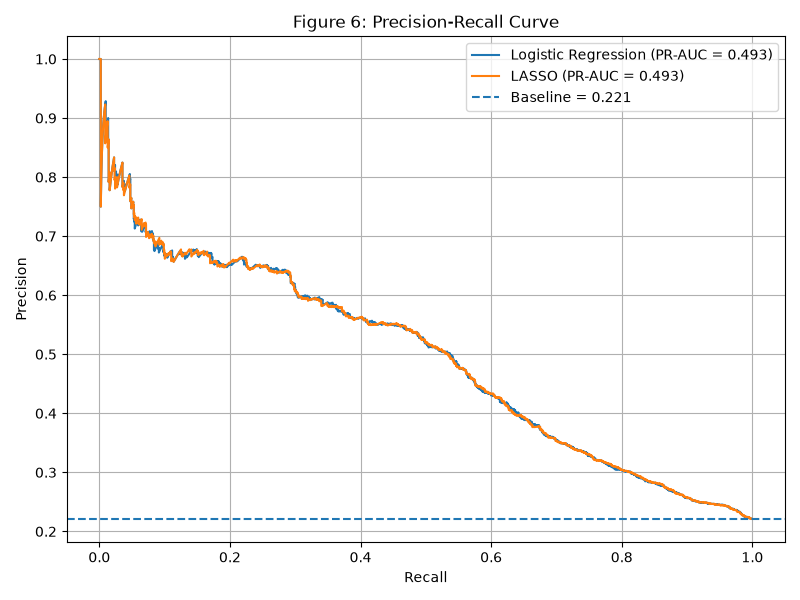 Figure 6: Precision-Recall Curve
Logistic Regression (PR-AUC = 0.493)
LASSO (PR-AUC = 0.493)
Baseline = 0.221
Precision
1.0
0.9
0.8
0.7
0.6
0.5
0.4
0.3
0.2
0.0 0.2 0.4 0.6 0.8 1.0
Recall